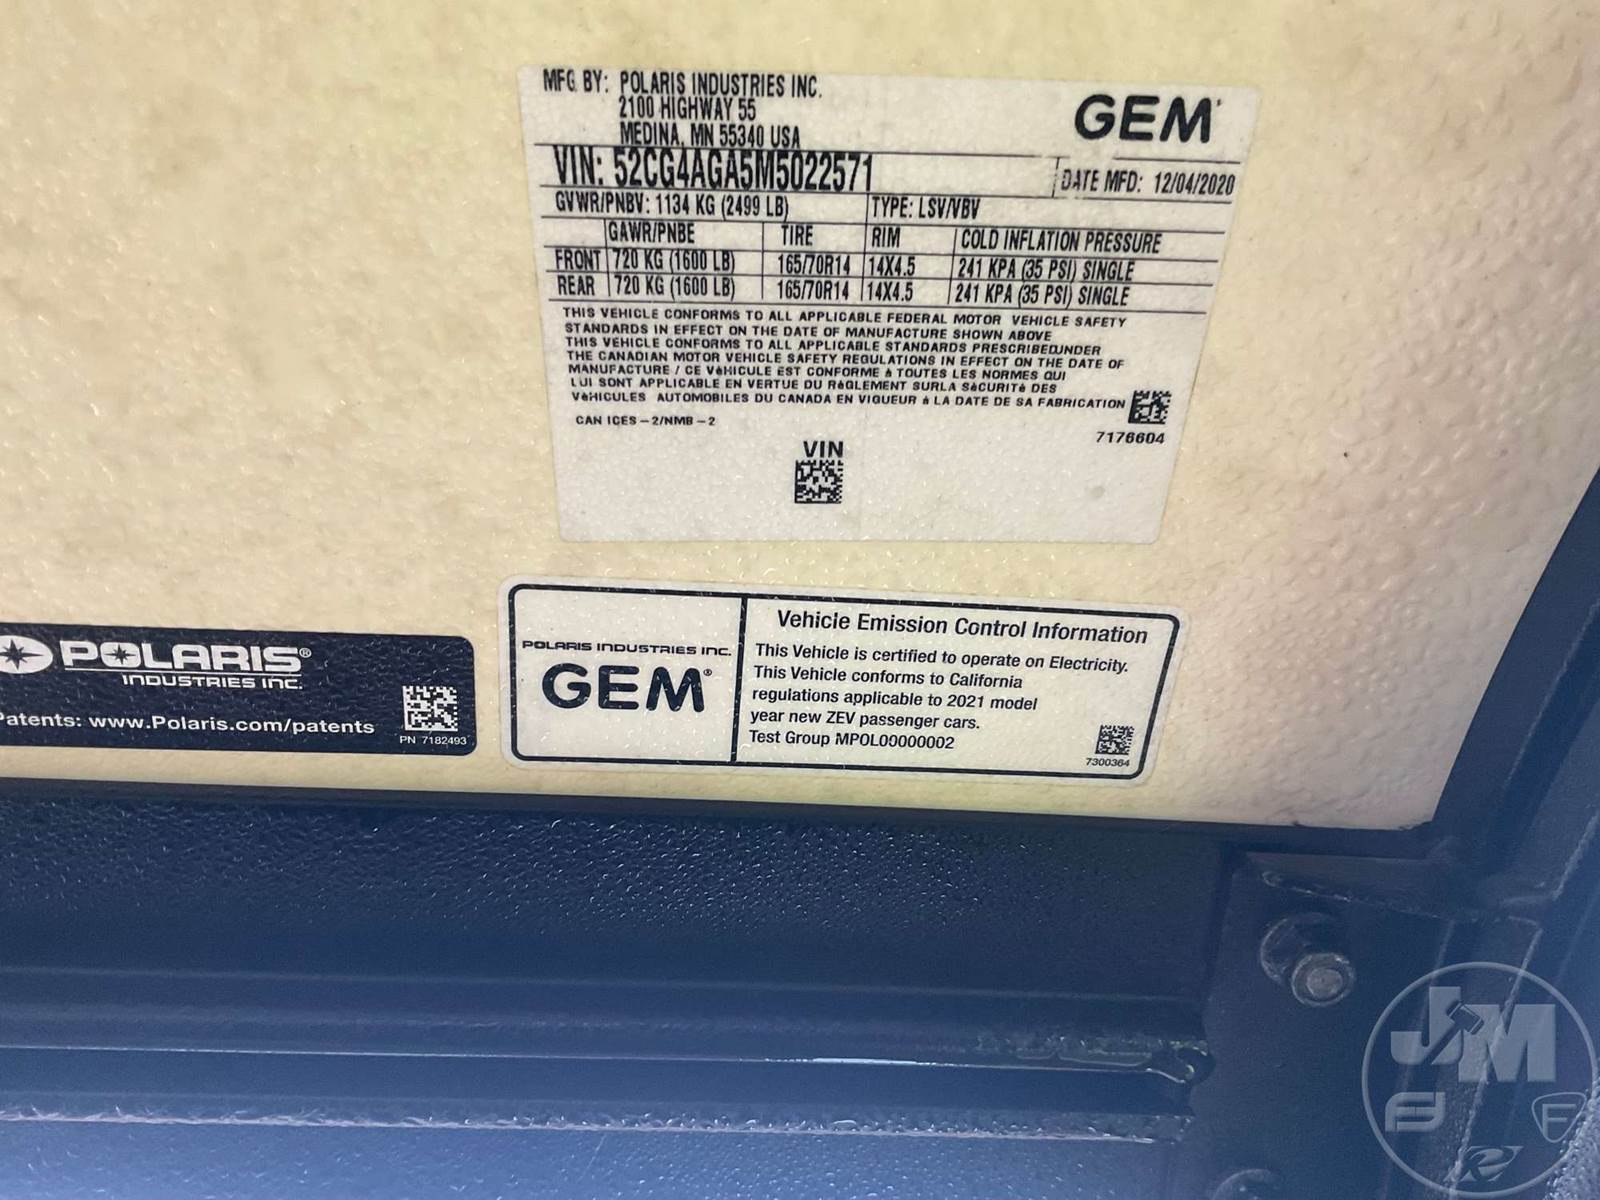 MFG BY: POLARIS INDUSTRIES INC.
2100 HIGHWAY 55
MEDINA, MN 55340 USA
GEM
VIN: 52CG4AGA5M5022571
DATE MFD: 12/04/2020
GVWR/PNBV: 1134 KG (2499 LB) TYPE: LSV/VBV
GAWR/PNBE TIRE RIM COLD INFLATION PRESSURE
FRONT 720 KG (1600 LB) 165/70R14 14X4.5 241 KPA (35 PSI) SINGLE
REAR 720 KG (1600 LB) 165/70R14 14X4.5 241 KPA (35 PSI) SINGLE
THIS VEHICLE CONFORMS TO ALL APPLICABLE FEDERAL MOTOR VEHICLE SAFETY
STANDARDS IN EFFECT ON THE DATE OF MANUFACTURE SHOWN ABOVE
THIS VEHICLE CONFORMS TO ALL APPLICABLE STANDARDS PRESCRIBEDUNDER
THE CANADIAN MOTOR VEHICLE SAFETY REGULATIONS IN EFFECT ON THE DATE OF
MANUFACTURE / CE VèHICULE EST CONFORME à TOUTES LES NORMES QUI
LUI SONT APPLICABLE EN VERTUE DU RèGLEMENT SURLA SèCURITè DES
VèHICULES AUTOMOBILES DU CANADA EN VIGUEUR à LA DATE DE SA FABRICATION
CAN ICES-2/NMB-2
7176604
VIN
POLARIS®
INDUSTRIES INC.
Patents: www.Polaris.com/patents
PN 7182493
POLARIS INDUSTRIES INC.
GEM®
Vehicle Emission Control Information
This Vehicle is certified to operate on Electricity.
This Vehicle conforms to California
regulations applicable to 2021 model
year new ZEV passenger cars.
Test Group MPOL00000002
7300364
JM
F